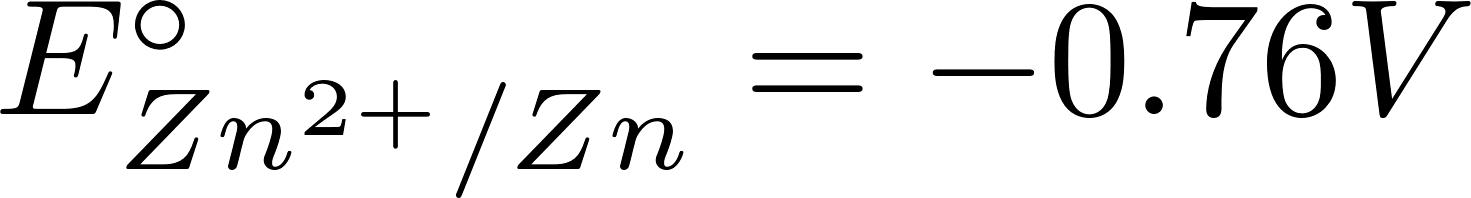 E°_{Zn^{2+}/Zn} = −0.76V